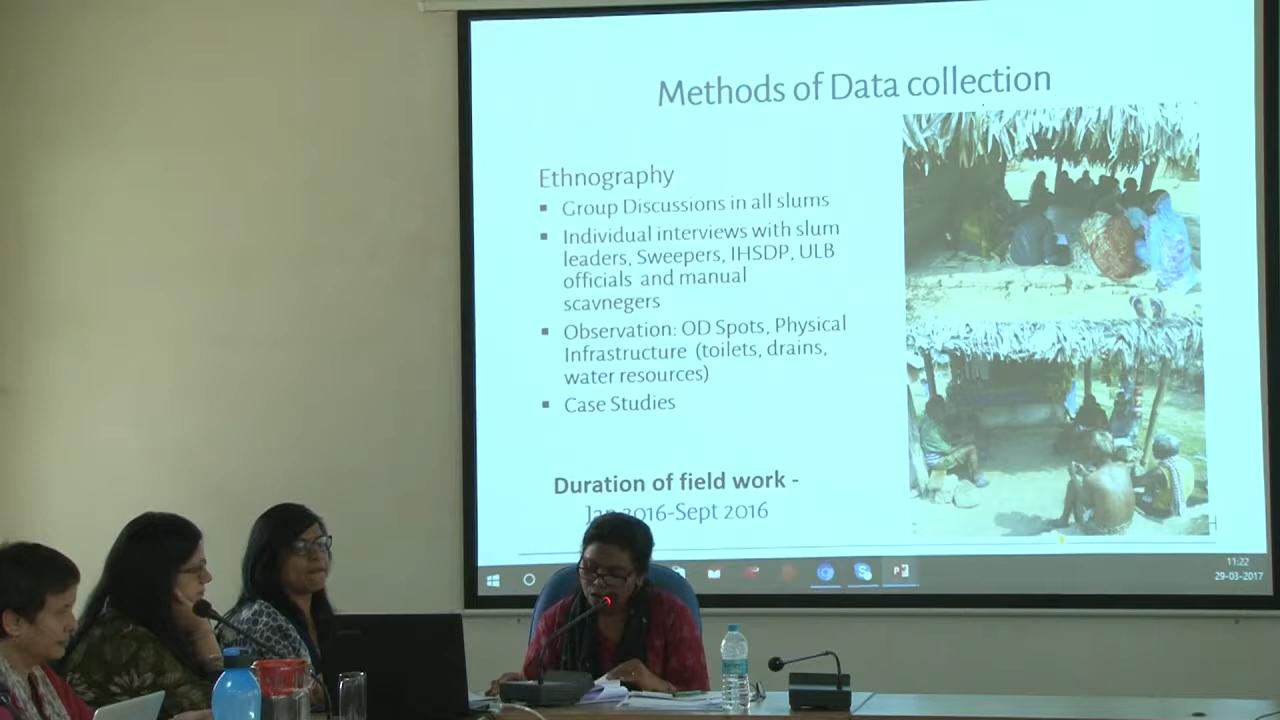 Methods of Data collection
Ethnography
▪ Group Discussions in all slums
▪ Individual interviews with slum
leaders, Sweepers, IHSDP, ULB
officials and manual
scavnegers
▪ Observation: OD Spots, Physical
Infrastructure (toilets, drains,
water resources)
▪ Case Studies
Duration of field work -
Jan 2016-Sept 2016
11:22
29-03-2017